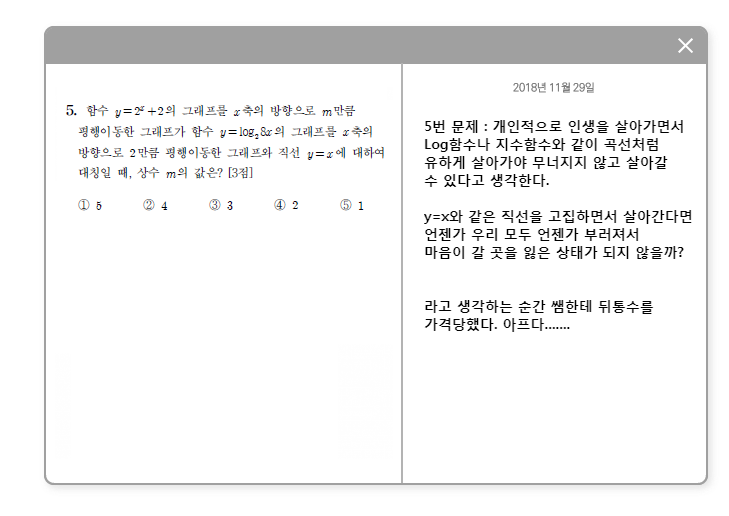 5. 함수 y=2ˣ+2의 그래프를 x축의 방향으로 m만큼
평행이동한 그래프가 함수 y=log₂8x의 그래프를 x축의
방향으로 2만큼 평행이동한 그래프와 직선 y=x에 대하여
대칭일 때, 상수 m의 값은? [3점]
① 5 ② 4 ③ 3 ④ 2 ⑤ 1
2018년 11월 29일
5번 문제 : 개인적으로 인생을 살아가면서
Log함수나 지수함수와 같이 곡선처럼
유하게 살아가야 무너지지 않고 살아갈
수 있다고 생각한다.
y=x와 같은 직선을 고집하면서 살아간다면
언젠가 우리 모두 언젠가 부러져서
마음이 갈 곳을 잃은 상태가 되지 않을까?
라고 생각하는 순간 쌤한테 뒤통수를
가격당했다. 아프다.......